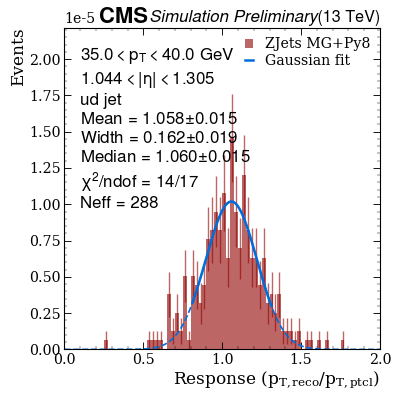 1e-5 CMS Simulation Preliminary (13 TeV)
Events
35.0 < p_T < 40.0 GeV
1.044 < |η| < 1.305
ud jet
Mean = 1.058±0.015
Width = 0.162±0.019
Median = 1.060±0.015
χ²/ndof = 14/17
Neff = 288
ZJets MG+Py8
Gaussian fit
2.00
1.75
1.50
1.25
1.00
0.75
0.50
0.25
0.00
0.0 0.5 1.0 1.5 2.0
Response (p_T,reco/p_T,ptcl)